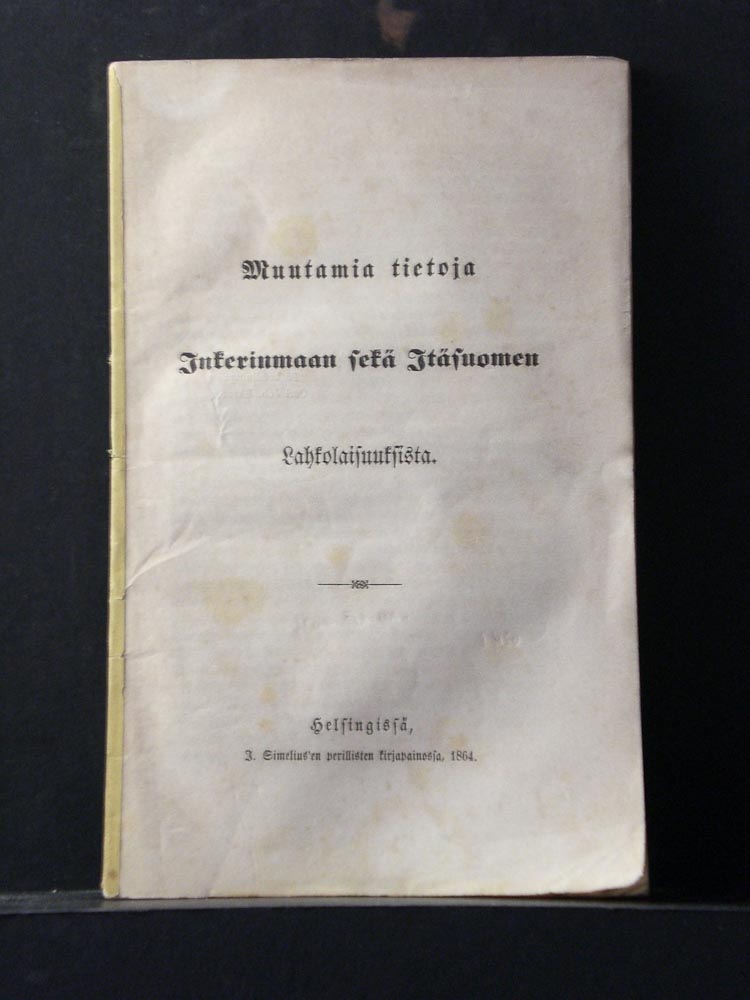 Muutamia tietoja
Inkerinmaan sekä Itäsuomen
Lahkolaisuuksista.
Helsingissä,
J. Simelius'en perillisten kirjapainossa, 1864.